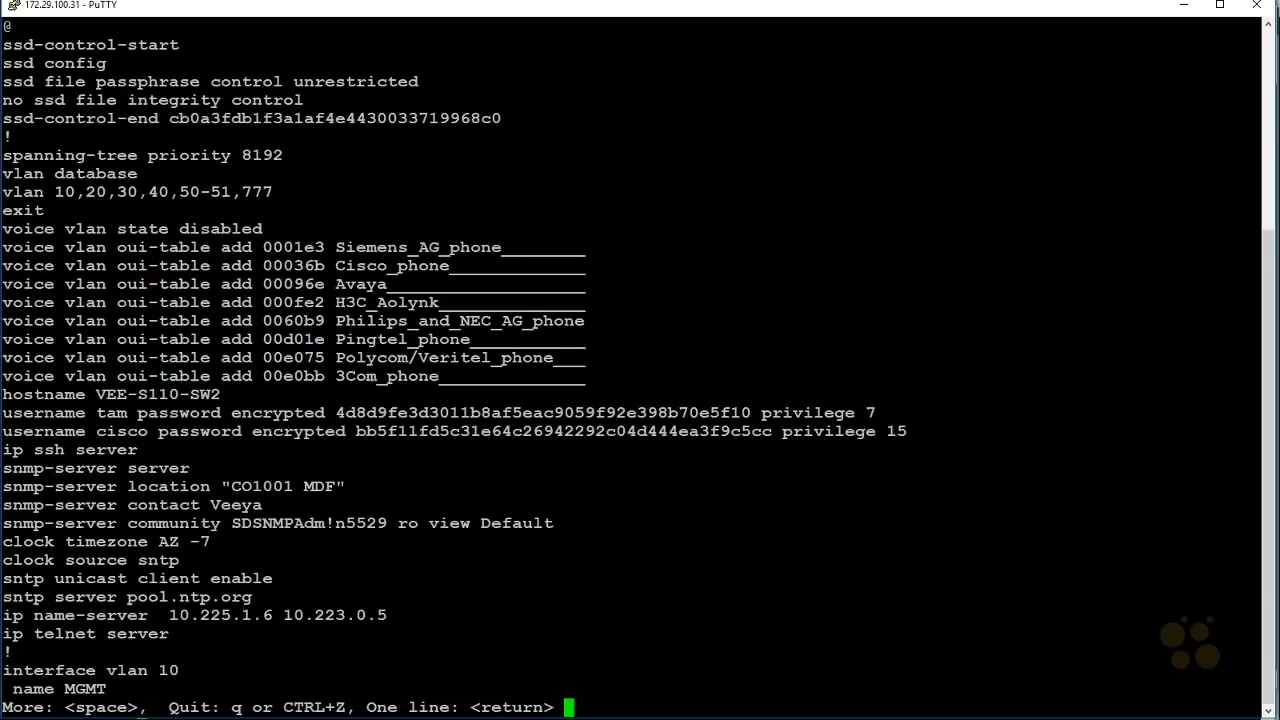 172.29.100.31 - PuTTY
@
ssd-control-start
ssd config
ssd file passphrase control unrestricted
no ssd file integrity control
ssd-control-end cb0a3fdb1f3a1af4e4430033719968c0
!
spanning-tree priority 8192
vlan database
vlan 10,20,30,40,50-51,777
exit
voice vlan state disabled
voice vlan oui-table add 0001e3 Siemens_AG_phone________
voice vlan oui-table add 00036b Cisco_phone_____________
voice vlan oui-table add 00096e Avaya___________________
voice vlan oui-table add 000fe2 H3C_Aolynk______________
voice vlan oui-table add 0060b9 Philips_and_NEC_AG_phone
voice vlan oui-table add 00d01e Pingtel_phone___________
voice vlan oui-table add 00e075 Polycom/Veritel_phone___
voice vlan oui-table add 00e0bb 3Com_phone______________
hostname VEE-S110-SW2
username tam password encrypted 4d8d9fe3d3011b8af5eac9059f92e398b70e5f10 privilege 7
username cisco password encrypted bb5f11fd5c31e64c26942292c04d444ea3f9c5cc privilege 15
ip ssh server
snmp-server server
snmp-server location "CO1001 MDF"
snmp-server contact Veeya
snmp-server community SDSNMPAdm!n5529 ro view Default
clock timezone AZ -7
clock source sntp
sntp unicast client enable
sntp server pool.ntp.org
ip name-server  10.225.1.6 10.223.0.5
ip telnet server
!
interface vlan 10
 name MGMT
More: <space>,  Quit: q or CTRL+Z, One line: <return>